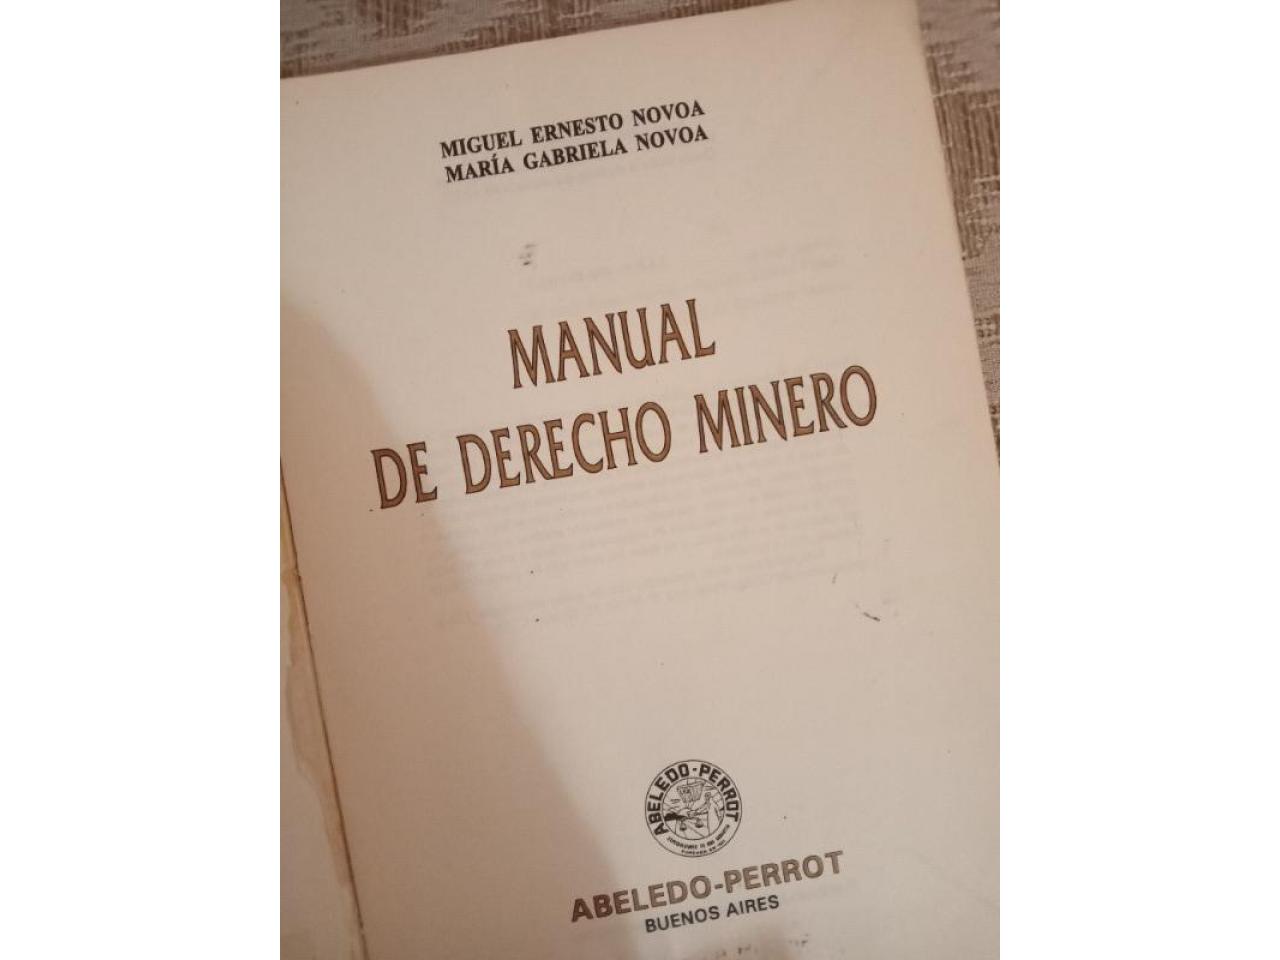 MIGUEL ERNESTO NOVOA
MARÍA GABRIELA NOVOA
MANUAL
DE DERECHO MINERO
ABELEDO-PERROT
ABELEDO-PERROT
BUENOS AIRES